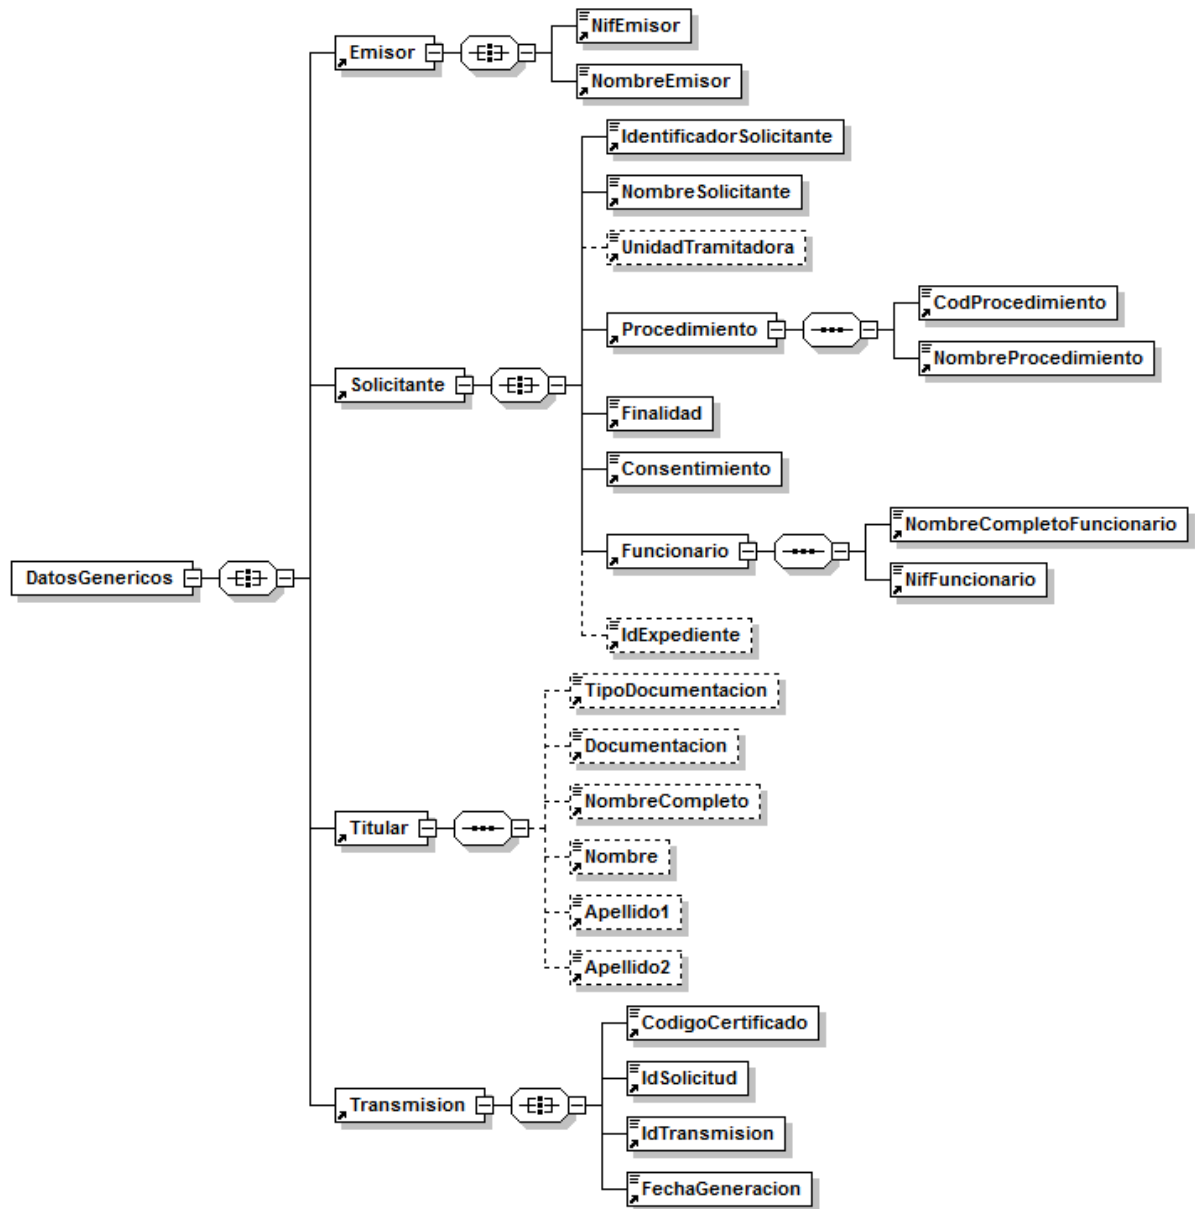 Emisor
NifEmisor
NombreEmisor
IdentificadorSolicitante
NombreSolicitante
UnidadTramitadora
Procedimiento
CodProcedimiento
NombreProcedimiento
Solicitante
Finalidad
Consentimiento
Funcionario
NombreCompletoFuncionario
NifFuncionario
DatosGenericos
IdExpediente
TipoDocumentacion
Documentacion
NombreCompleto
Titular
Nombre
Apellido1
Apellido2
CodigoCertificado
IdSolicitud
Transmision
IdTransmision
FechaGeneracion